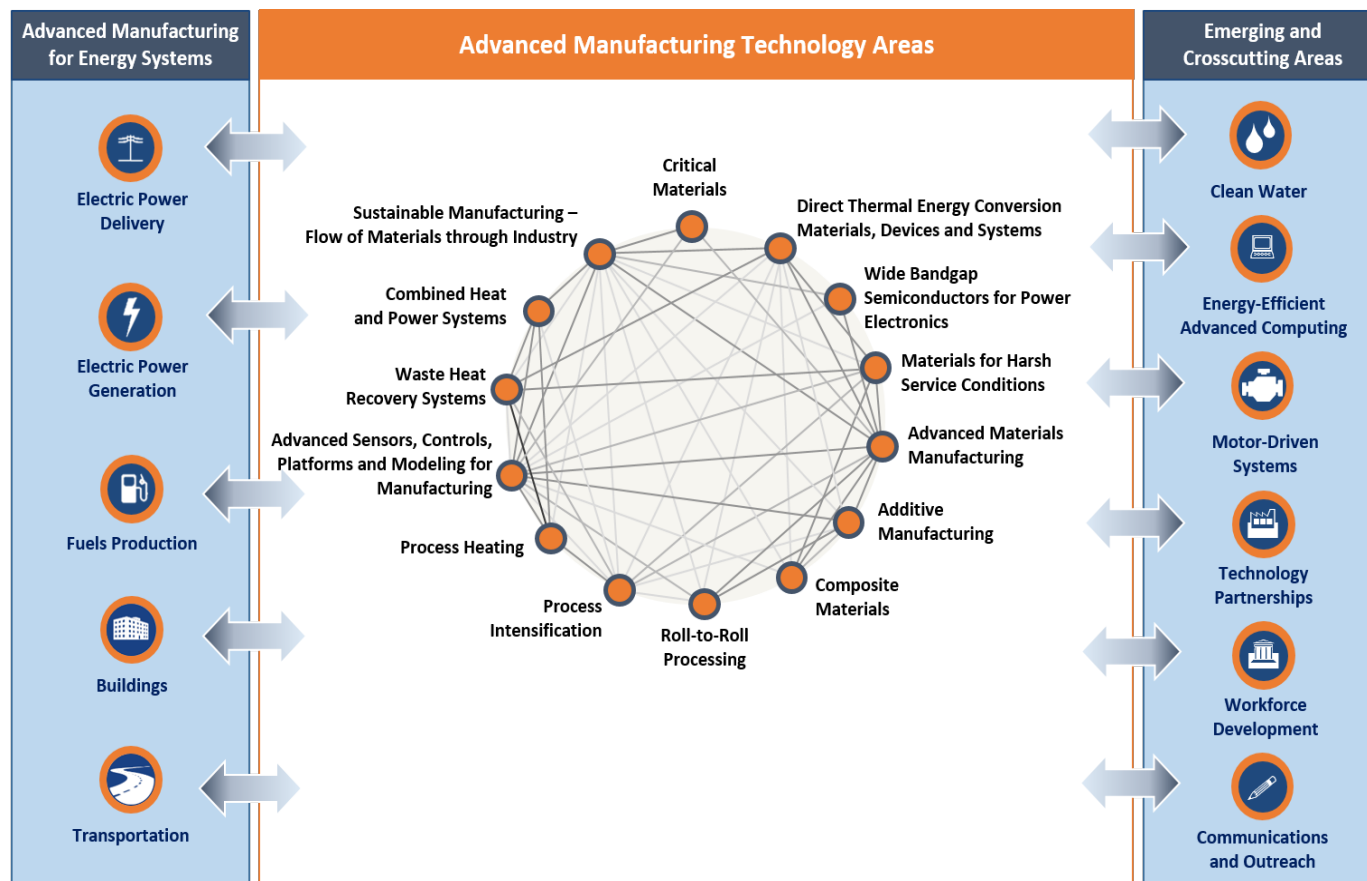 Advanced Manufacturing
for Energy Systems
Electric Power
Delivery
Electric Power
Generation
Fuels Production
Buildings
Transportation
Advanced Manufacturing Technology Areas
Critical
Materials
Direct Thermal Energy Conversion
Materials, Devices and Systems
Wide Bandgap
Semiconductors for Power
Electronics
Materials for Harsh
Service Conditions
Advanced Materials
Manufacturing
Additive
Manufacturing
Composite
Materials
Roll-to-Roll
Processing
Process
Intensification
Process Heating
Advanced Sensors, Controls,
Platforms and Modeling for
Manufacturing
Waste Heat
Recovery Systems
Combined Heat
and Power Systems
Sustainable Manufacturing –
Flow of Materials through Industry
Emerging and
Crosscutting Areas
Clean Water
Energy-Efficient
Advanced Computing
Motor-Driven
Systems
Technology
Partnerships
Workforce
Development
Communications
and Outreach